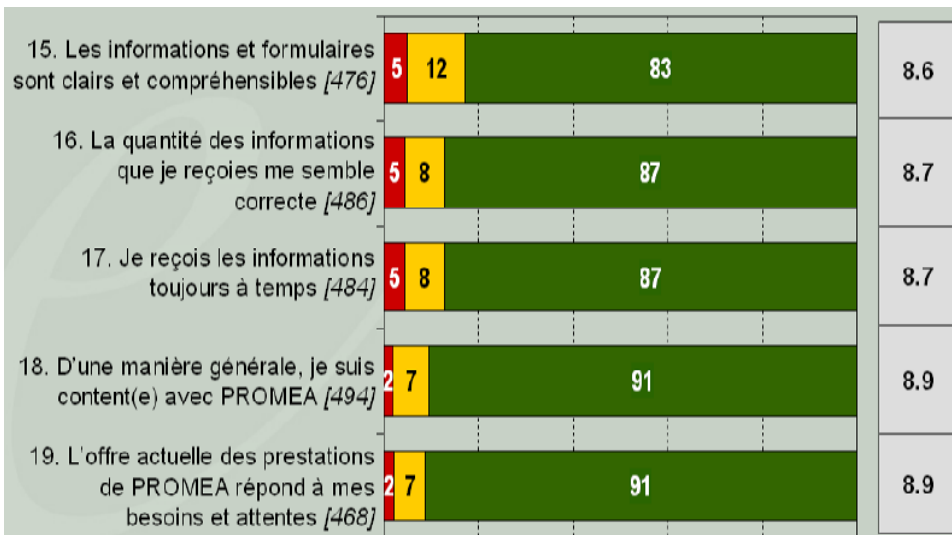 15. Les informations et formulaires
sont clairs et compréhensibles [476]
5 12 83
8.6
16. La quantité des informations
que je reçoies me semble
correcte [486]
5 8 87
8.7
17. Je reçois les informations
toujours à temps [484]
5 8 87
8.7
18. D'une manière générale, je suis
content(e) avec PROMEA [494]
2 7 91
8.9
19. L'offre actuelle des prestations
de PROMEA répond à mes
besoins et attentes [468]
2 7 91
8.9